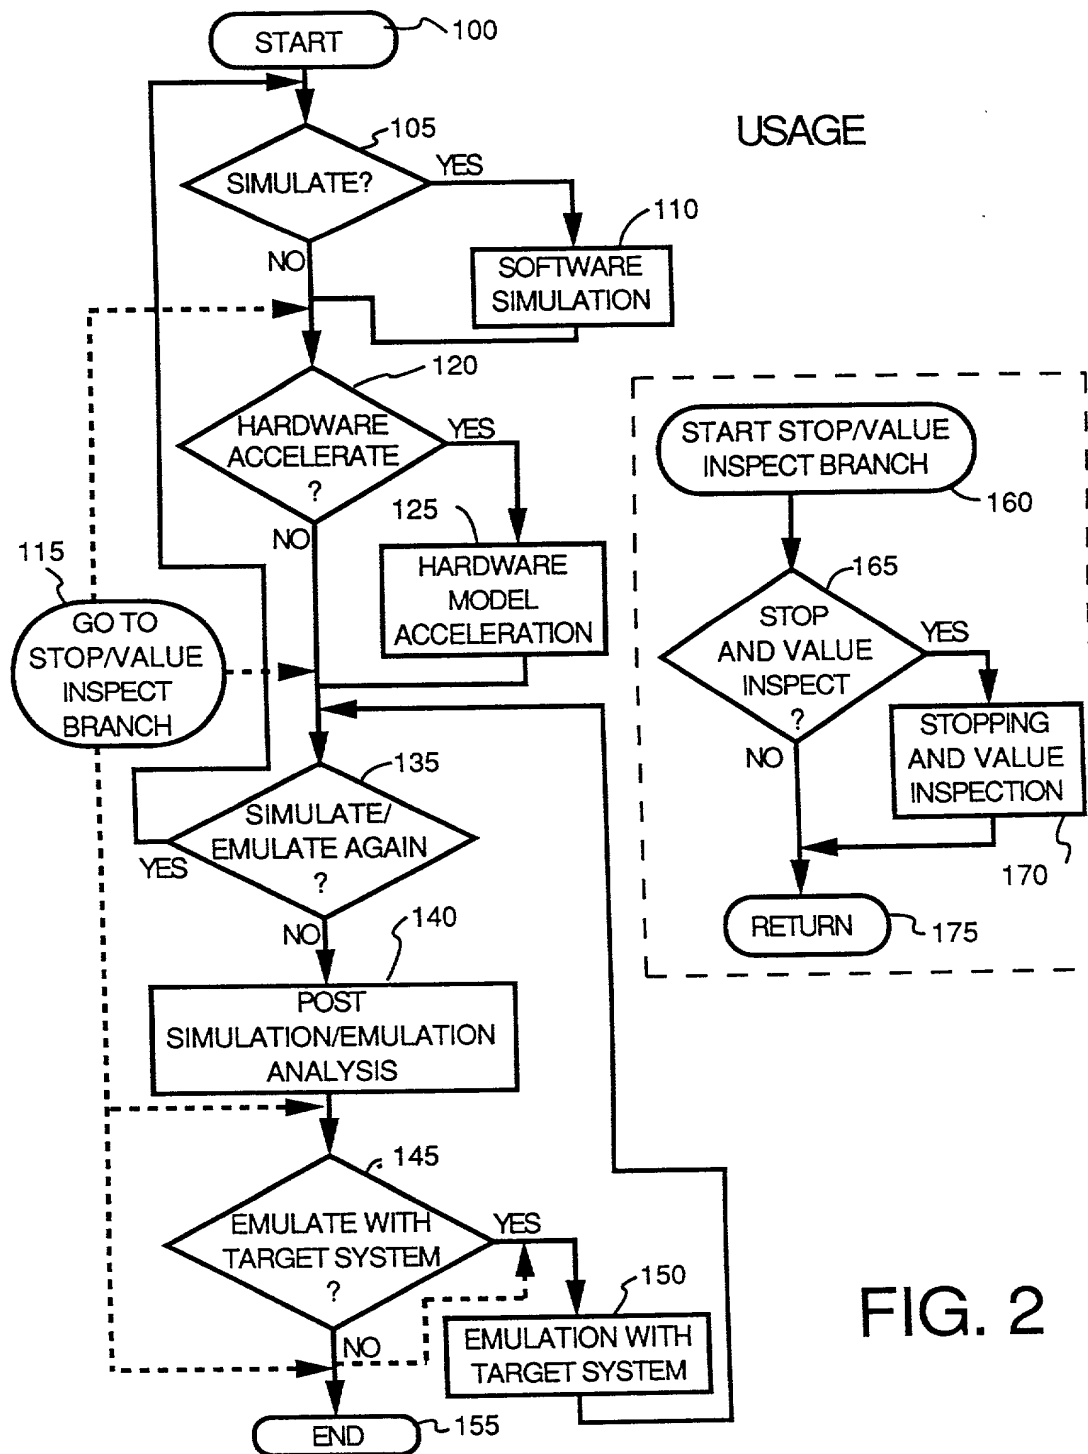 100
START
USAGE
105
YES
SIMULATE?
110
NO
SOFTWARE
SIMULATION
120
HARDWARE
ACCELERATE
?
YES
NO
125
HARDWARE
MODEL
ACCELERATION
115
GO TO
STOP/VALUE
INSPECT
BRANCH
135
SIMULATE/
EMULATE AGAIN
?
YES
NO
140
POST
SIMULATION/EMULATION
ANALYSIS
145
EMULATE WITH
TARGET SYSTEM
?
YES
NO
150
EMULATION WITH
TARGET SYSTEM
END
155
START STOP/VALUE
INSPECT BRANCH
160
165
STOP
AND VALUE
INSPECT
?
YES
NO
STOPPING
AND VALUE
INSPECTION
170
RETURN
175
FIG. 2